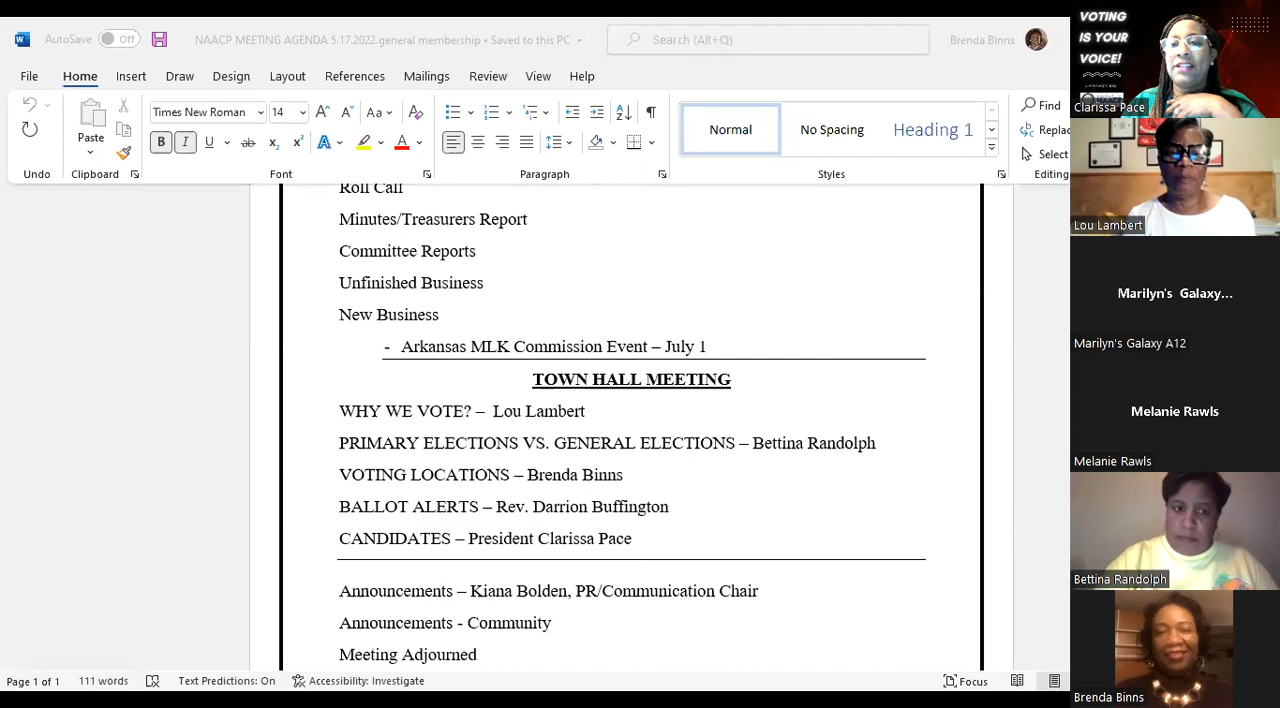 AutoSave Off
NAACP MEETING AGENDA 5.17.2022.general membership • Saved to this PC
Search (Alt+Q)
Brenda Binns
File Home Insert Draw Design Layout References Mailings Review View Help
Times New Roman 14 Aa
Paste
B I U ab x₂ x² A A
Normal
No Spacing
Heading 1
Find
Repla
Select
Undo Clipboard Font Paragraph Styles Editing
Roll Call
Minutes/Treasurers Report
Committee Reports
Unfinished Business
New Business
- Arkansas MLK Commission Event – July 1
TOWN HALL MEETING
WHY WE VOTE? – Lou Lambert
PRIMARY ELECTIONS VS. GENERAL ELECTIONS – Bettina Randolph
VOTING LOCATIONS – Brenda Binns
BALLOT ALERTS – Rev. Darrion Buffington
CANDIDATES – President Clarissa Pace
Announcements – Kiana Bolden, PR/Communication Chair
Announcements - Community
Meeting Adjourned
Page 1 of 1 111 words Text Predictions: On Accessibility: Investigate Focus
VOTING
IS YOUR
VOICE!
NAACP
Clarissa Pace
Lou Lambert
Marilyn's Galaxy...
Marilyn's Galaxy A12
Melanie Rawls
Melanie Rawls
Bettina Randolph
Brenda Binns